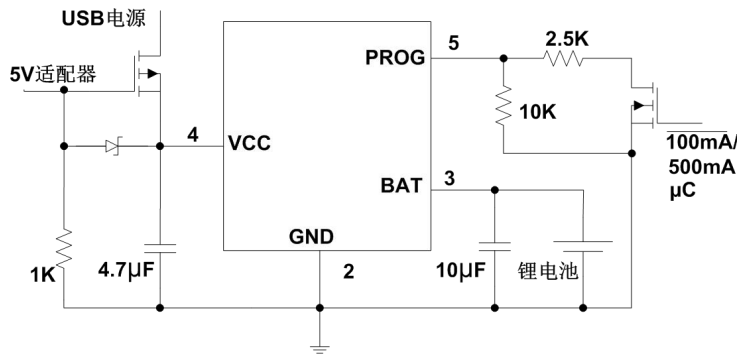 USB电源
5V适配器
PROG
5
2.5K
10K
4
VCC
100mA/
500mA
μC
BAT
3
GND
2
1K
4.7μF
10μF
锂电池